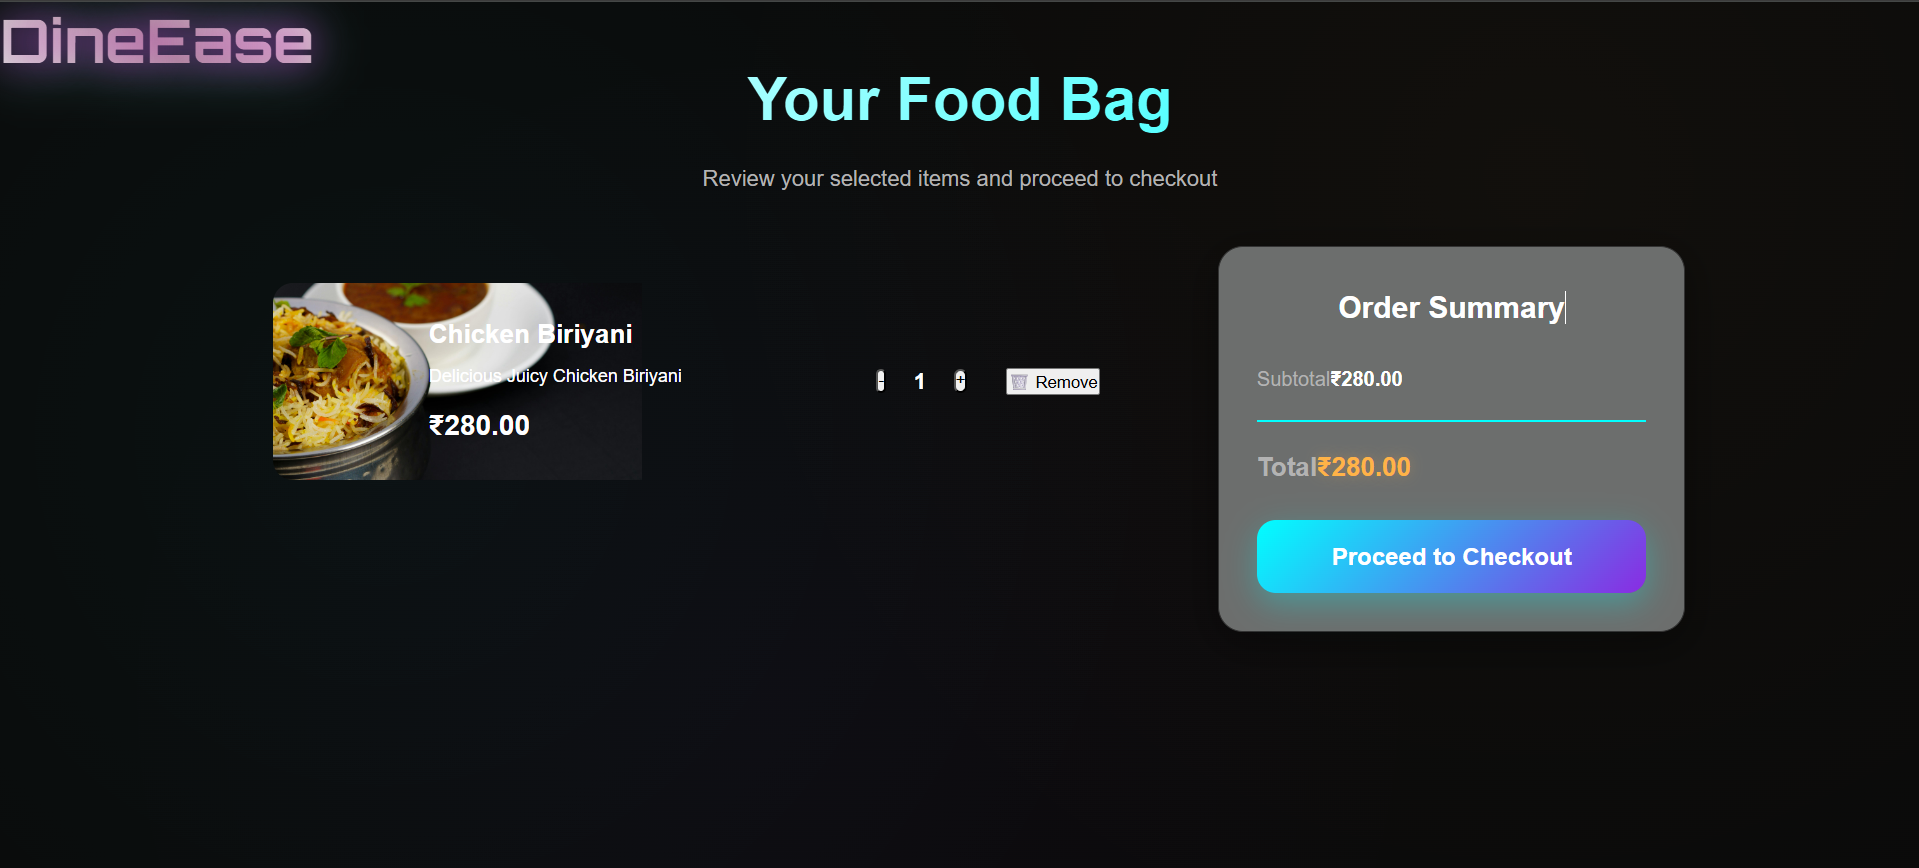 DineEase
Your Food Bag
Review your selected items and proceed to checkout
Chicken Biriyani
Delicious Juicy Chicken Biriyani
₹280.00
- 1 + 🗑️ Remove
Order Summary
Subtotal₹280.00
Total₹280.00
Proceed to Checkout